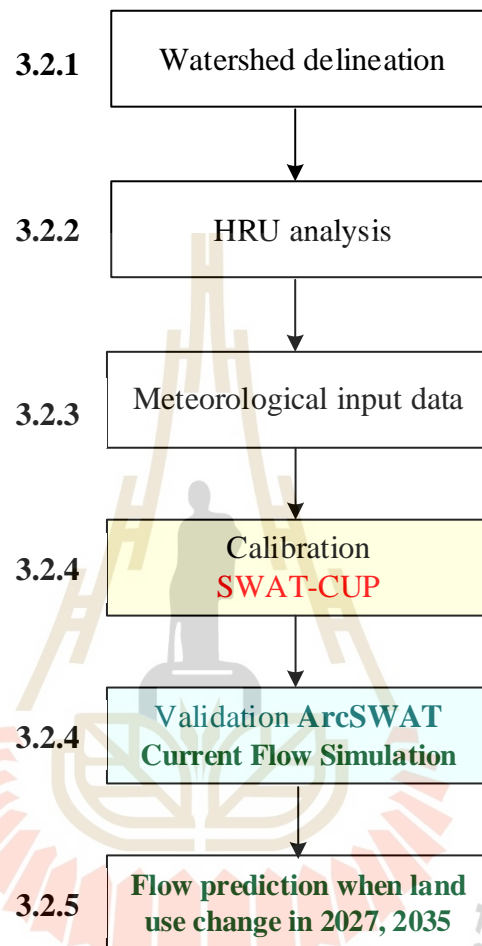 3.2.1 Watershed delineation
3.2.2 HRU analysis
3.2.3 Meteorological input data
3.2.4 Calibration
SWAT-CUP
3.2.4 Validation ArcSWAT
Current Flow Simulation
3.2.5 Flow prediction when land
use change in 2027, 2035